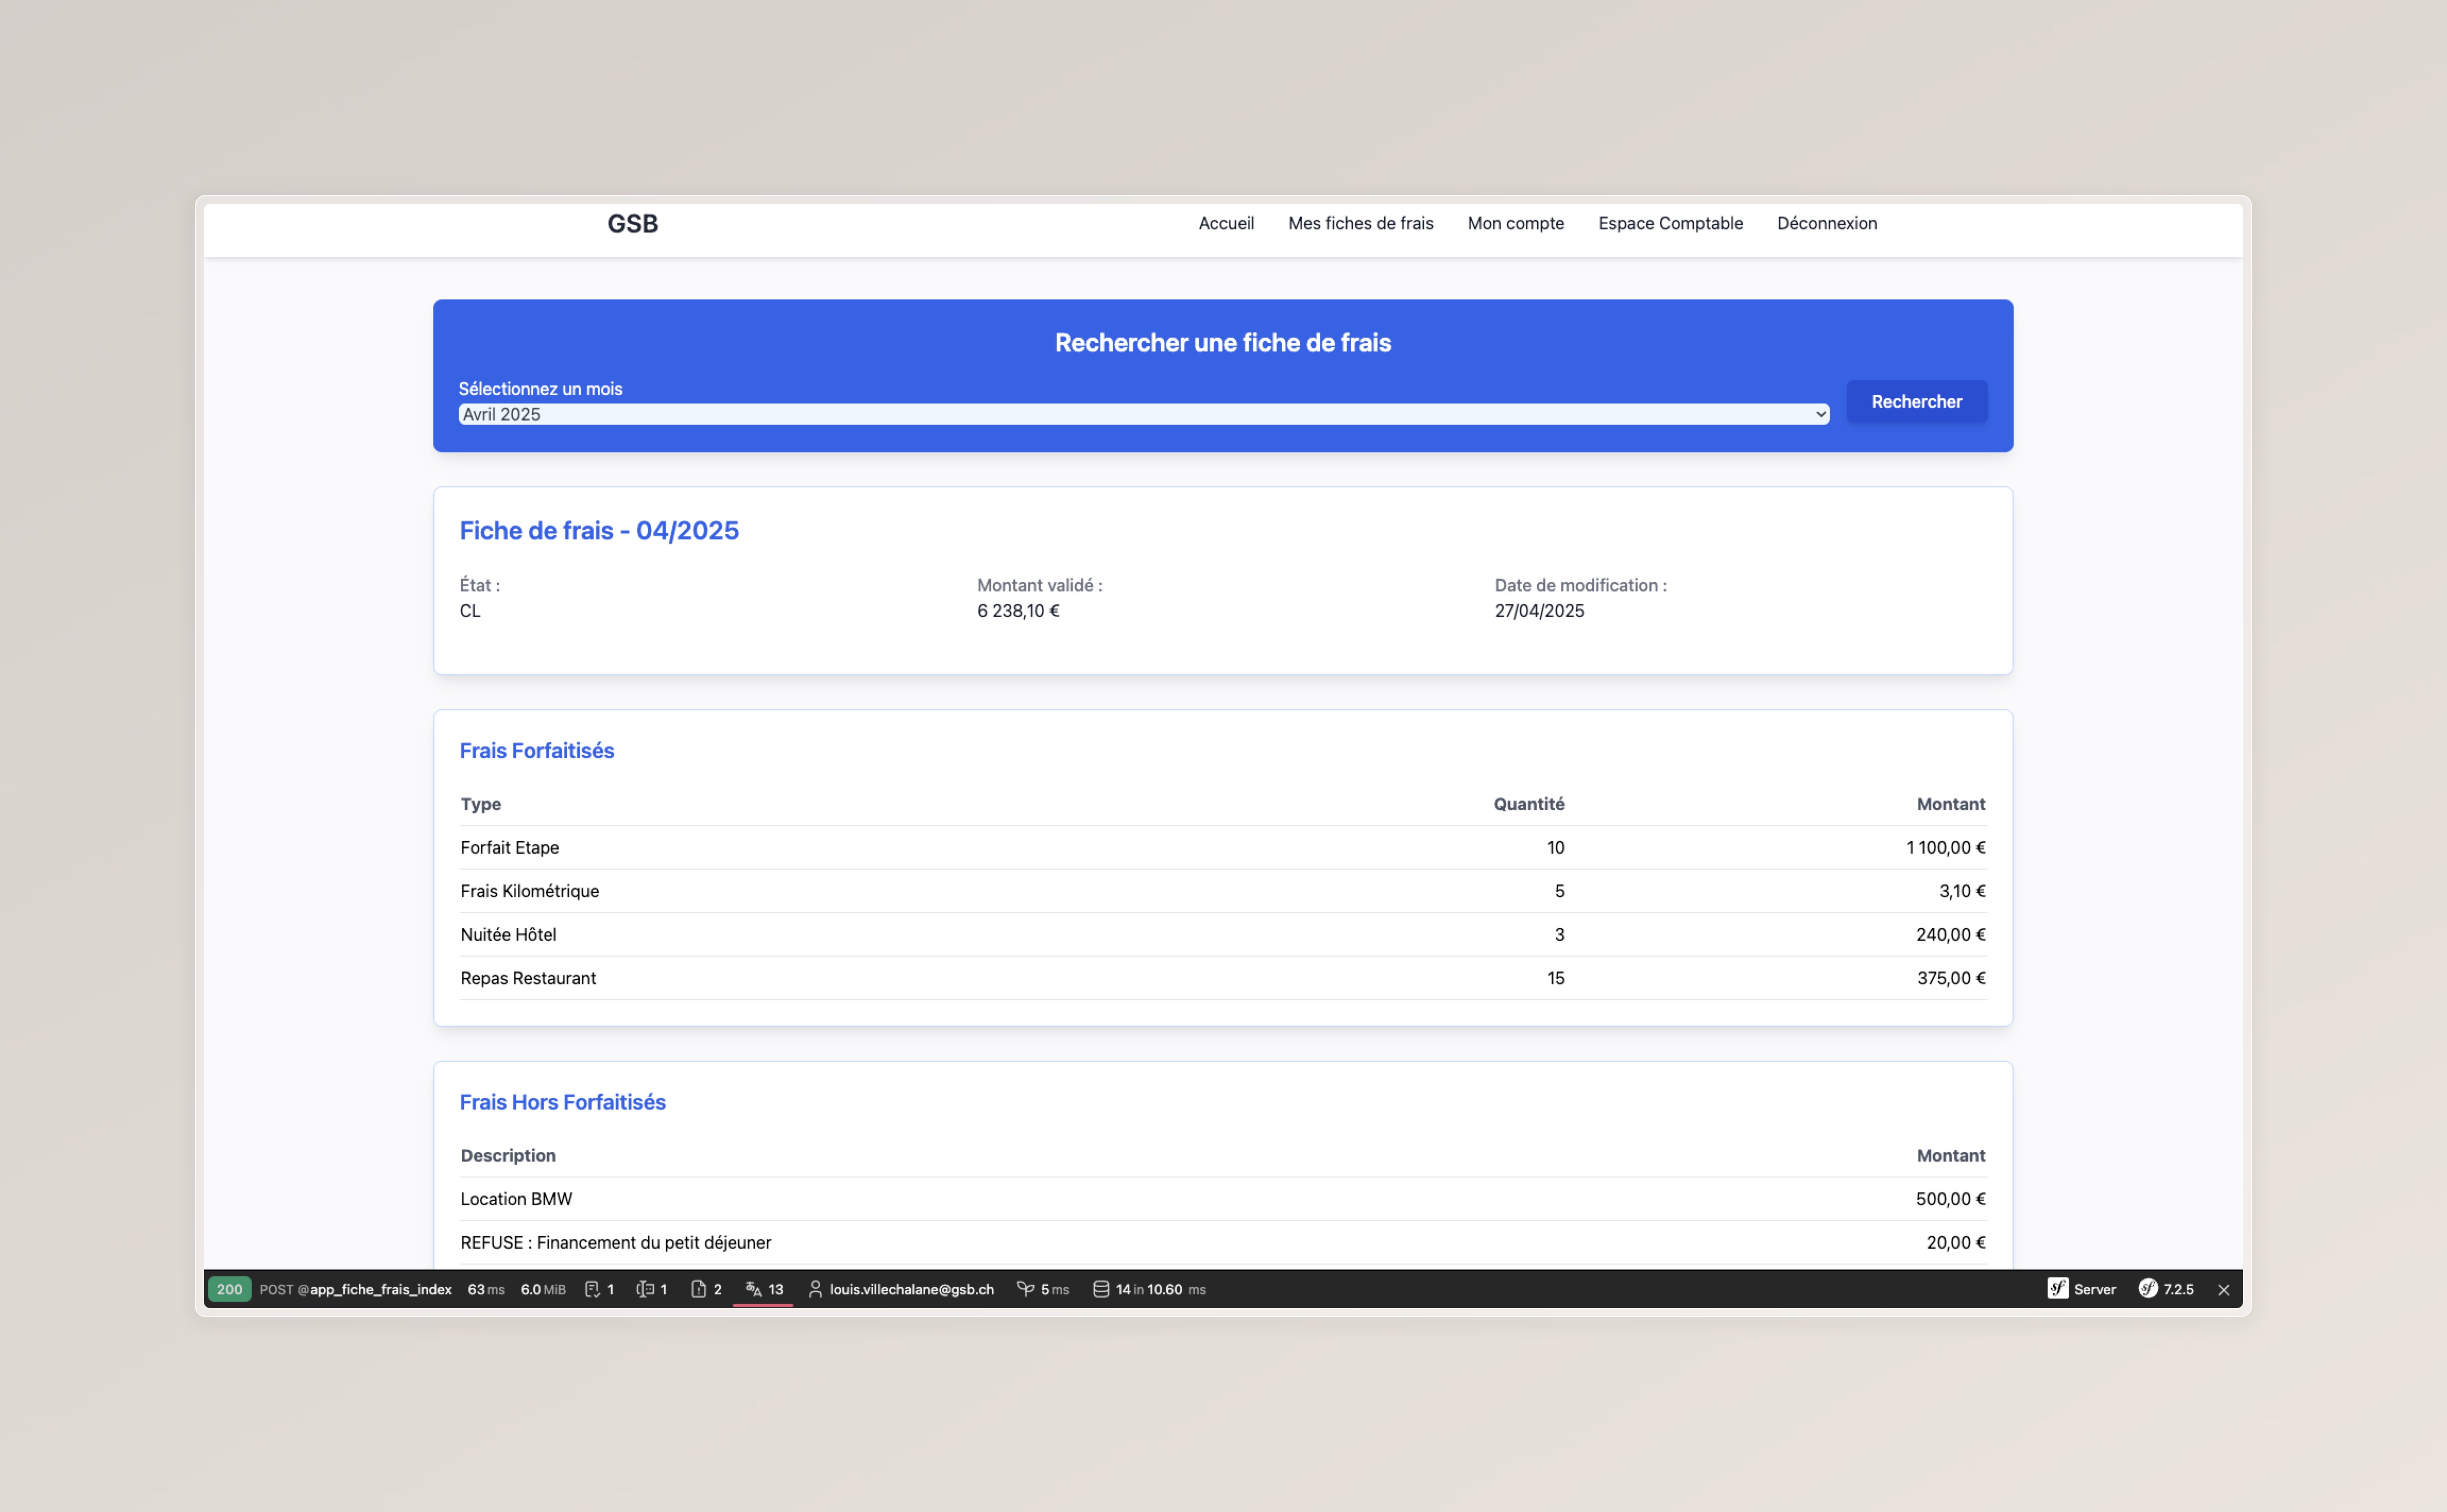 GSB
Accueil Mes fiches de frais Mon compte Espace Comptable Déconnexion
Rechercher une fiche de frais
Sélectionnez un mois
Avril 2025
Rechercher
Fiche de frais - 04/2025
État : Montant validé : Date de modification :
CL 6 238,10 € 27/04/2025
Frais Forfaitisés
Type Quantité Montant
Forfait Etape 10 1 100,00 €
Frais Kilométrique 5 3,10 €
Nuitée Hôtel 3 240,00 €
Repas Restaurant 15 375,00 €
Frais Hors Forfaitisés
Description Montant
Location BMW 500,00 €
REFUSE : Financement du petit déjeuner 20,00 €
200 POST @app_fiche_frais_index 63 ms 6.0 MiB 1 1 2 13 louis.villechalane@gsb.ch 5 ms 14 in 10.60 ms sf Server sf 7.2.5